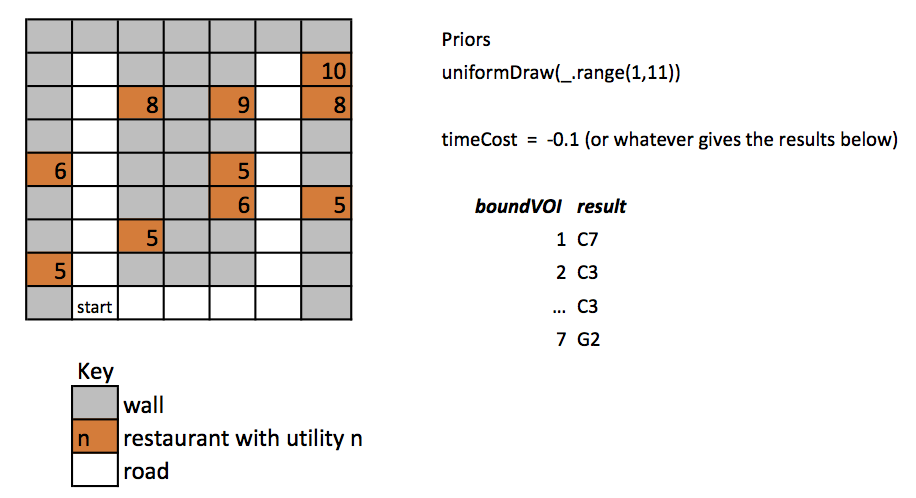 10
8 9 8
6 5
6 5
5
5
start
Key
wall
n restaurant with utility n
road
Priors
uniformDraw(_.range(1,11))
timeCost = -0.1 (or whatever gives the results below)
boundVOI result
1 C7
2 C3
... C3
7 G2